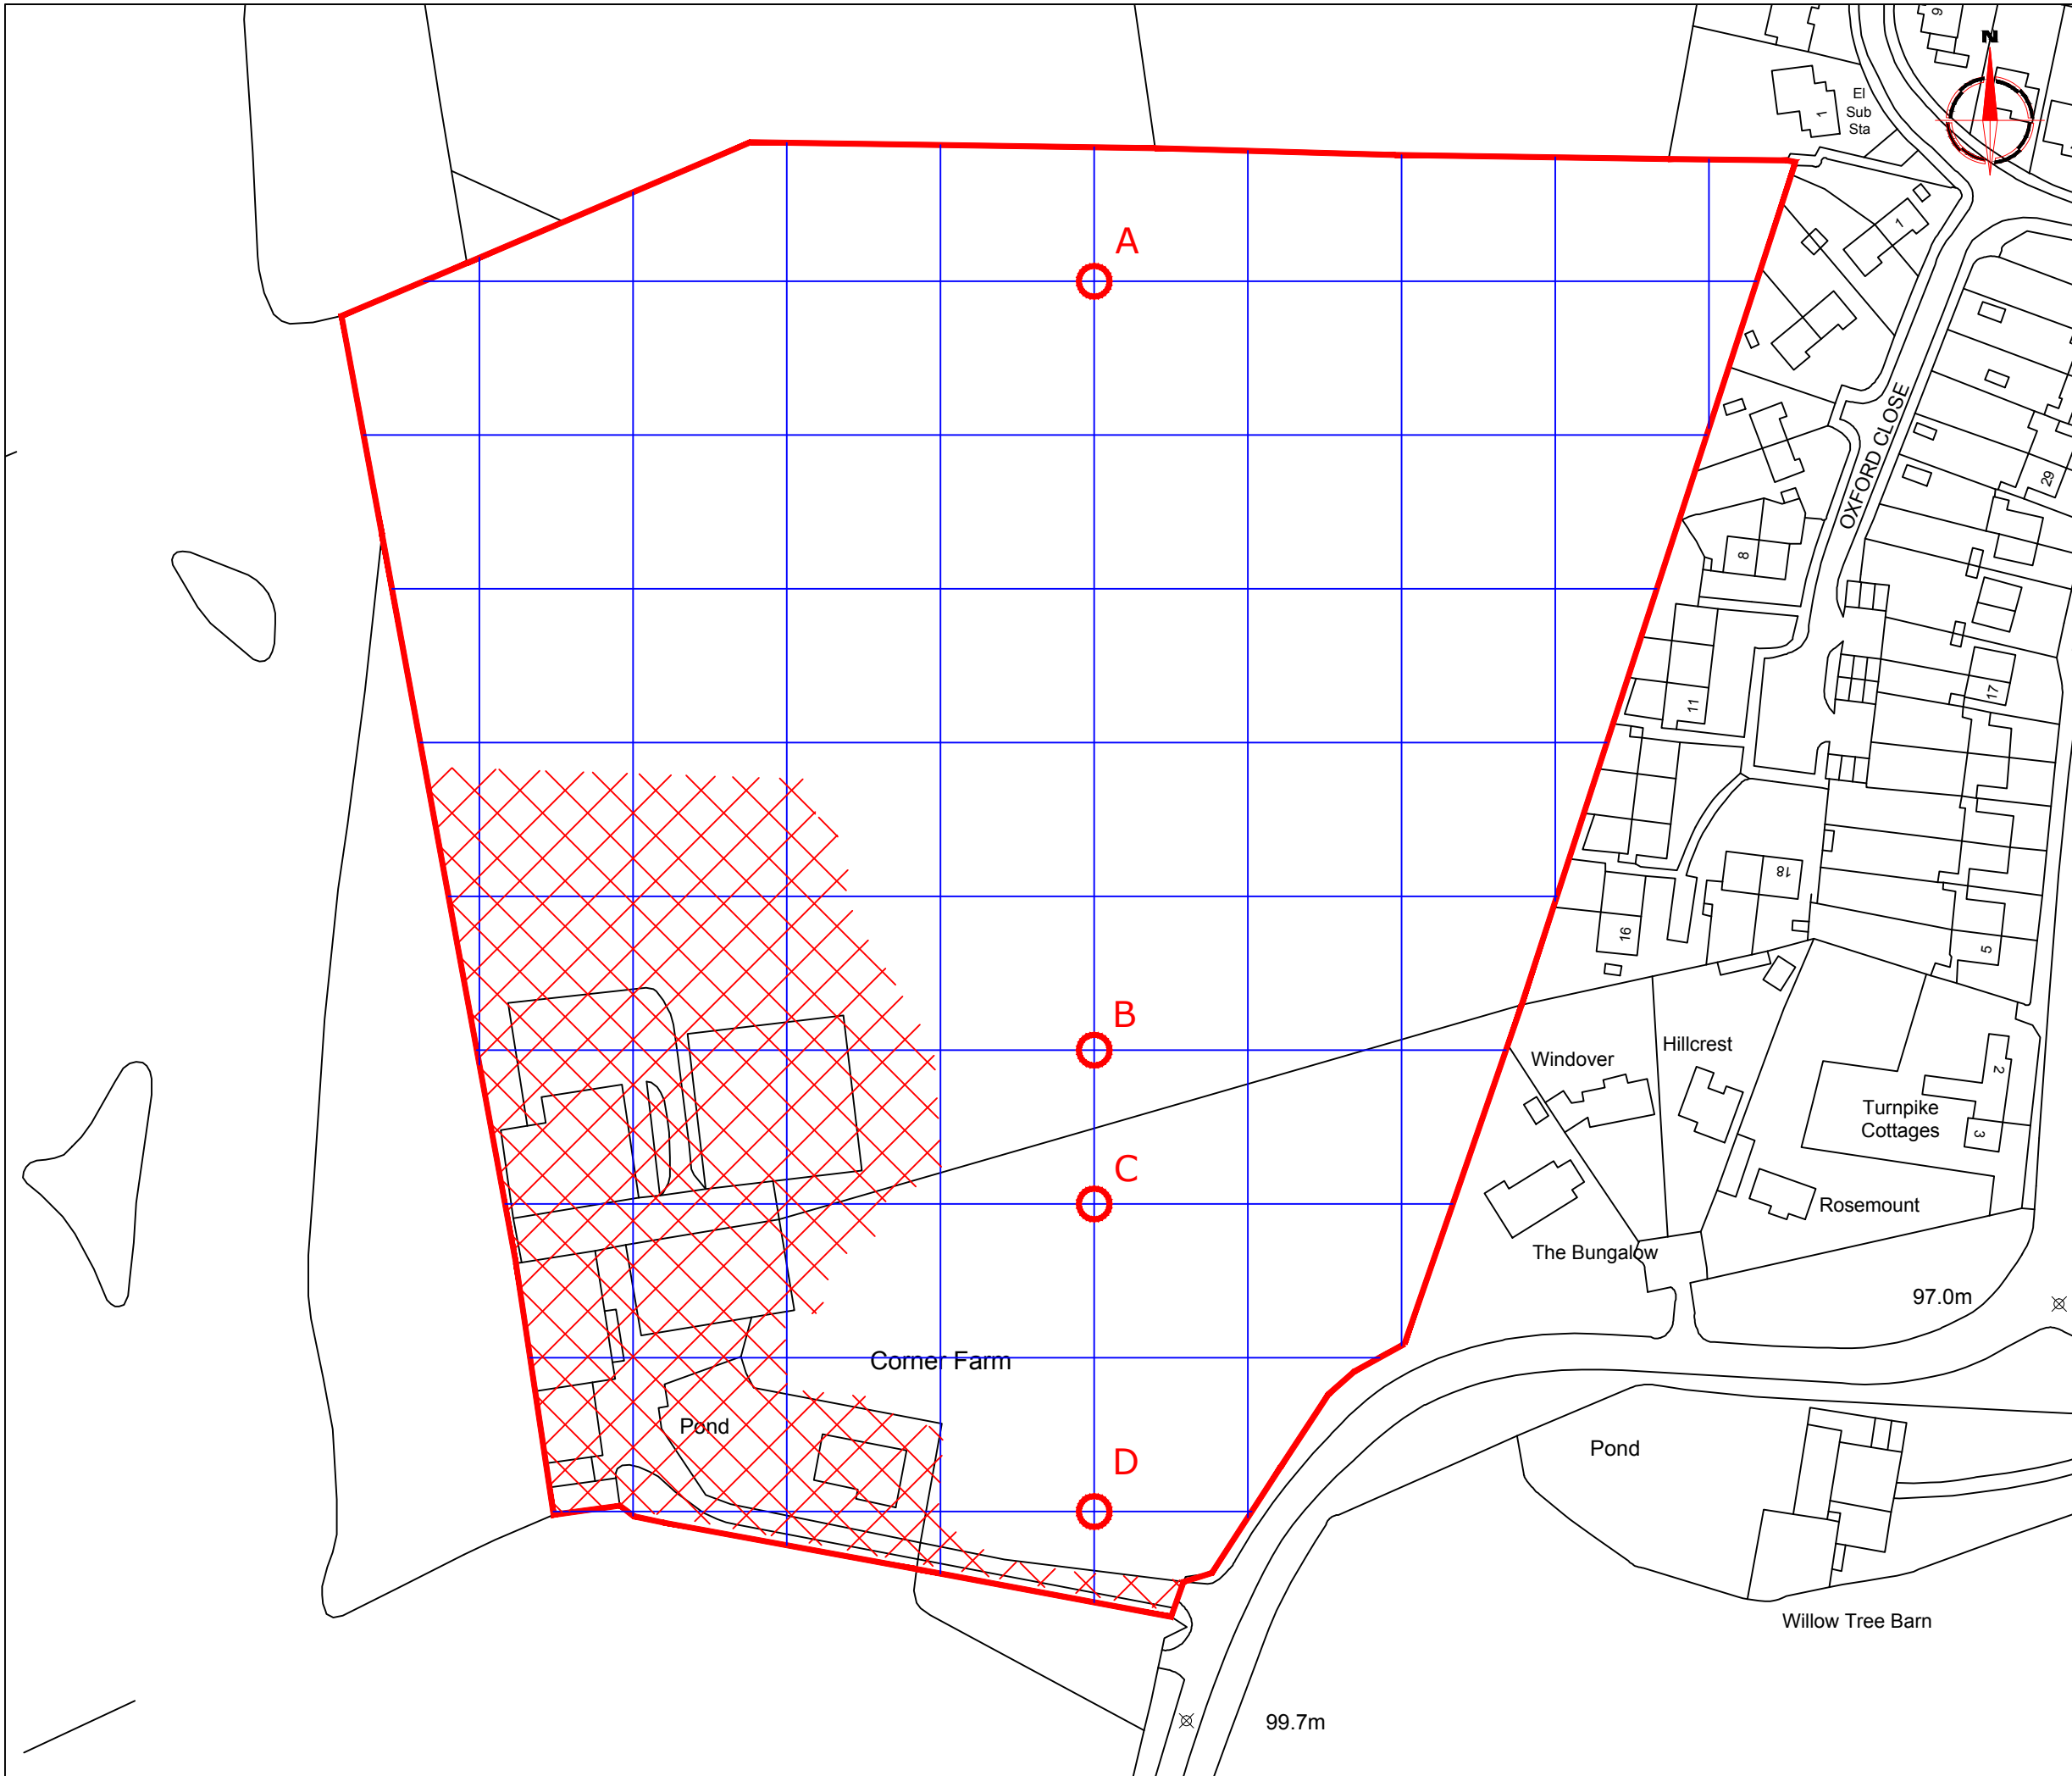 9
N
El
Sub
Sta
1
1
A
OXFORD CLOSE
29
8
17
11
18
16
5
B
Windover
Hillcrest
2
Turnpike
Cottages
3
C
Rosemount
The Bungalow
97.0m
Corner Farm
Pond
Pond
D
Willow Tree Barn
99.7m